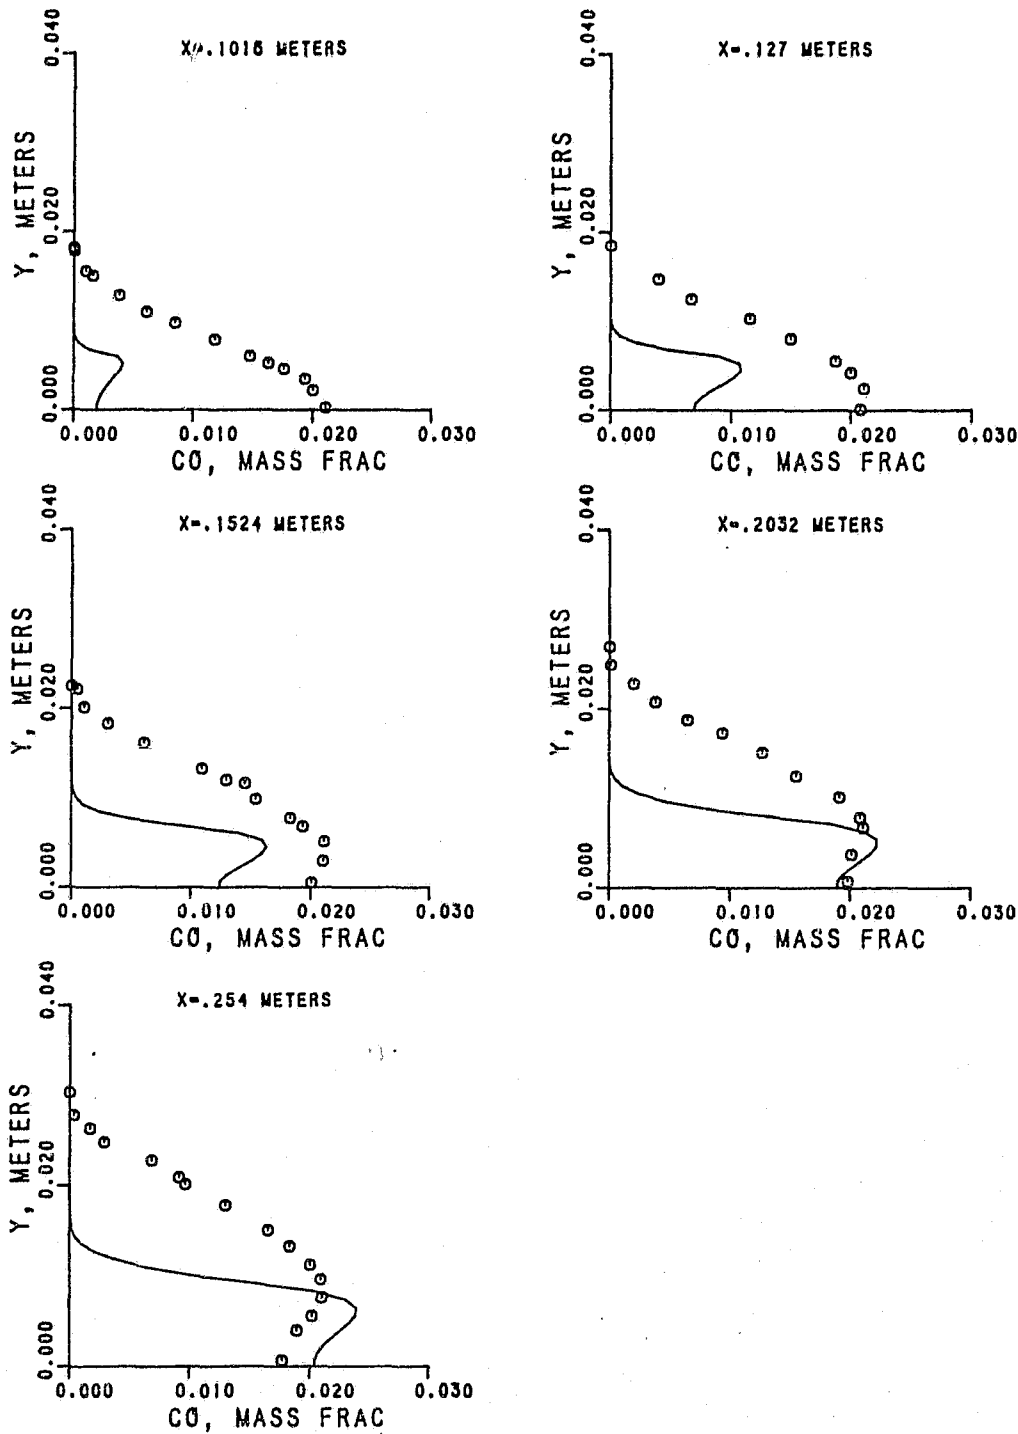 X=.1016 METERS
0.040
0.020
0.000
Y, METERS
0.000 0.010 0.020 0.030
CO, MASS FRAC
X=.127 METERS
0.040
0.020
0.000
Y, METERS
0.000 0.010 0.020 0.030
CO, MASS FRAC
X=.1524 METERS
0.040
0.020
0.000
Y, METERS
0.000 0.010 0.020 0.030
CO, MASS FRAC
X=.2032 METERS
0.040
0.020
0.000
Y, METERS
0.000 0.010 0.020 0.030
CO, MASS FRAC
X=.254 METERS
0.040
0.020
0.000
Y, METERS
0.000 0.010 0.020 0.030
CO, MASS FRAC